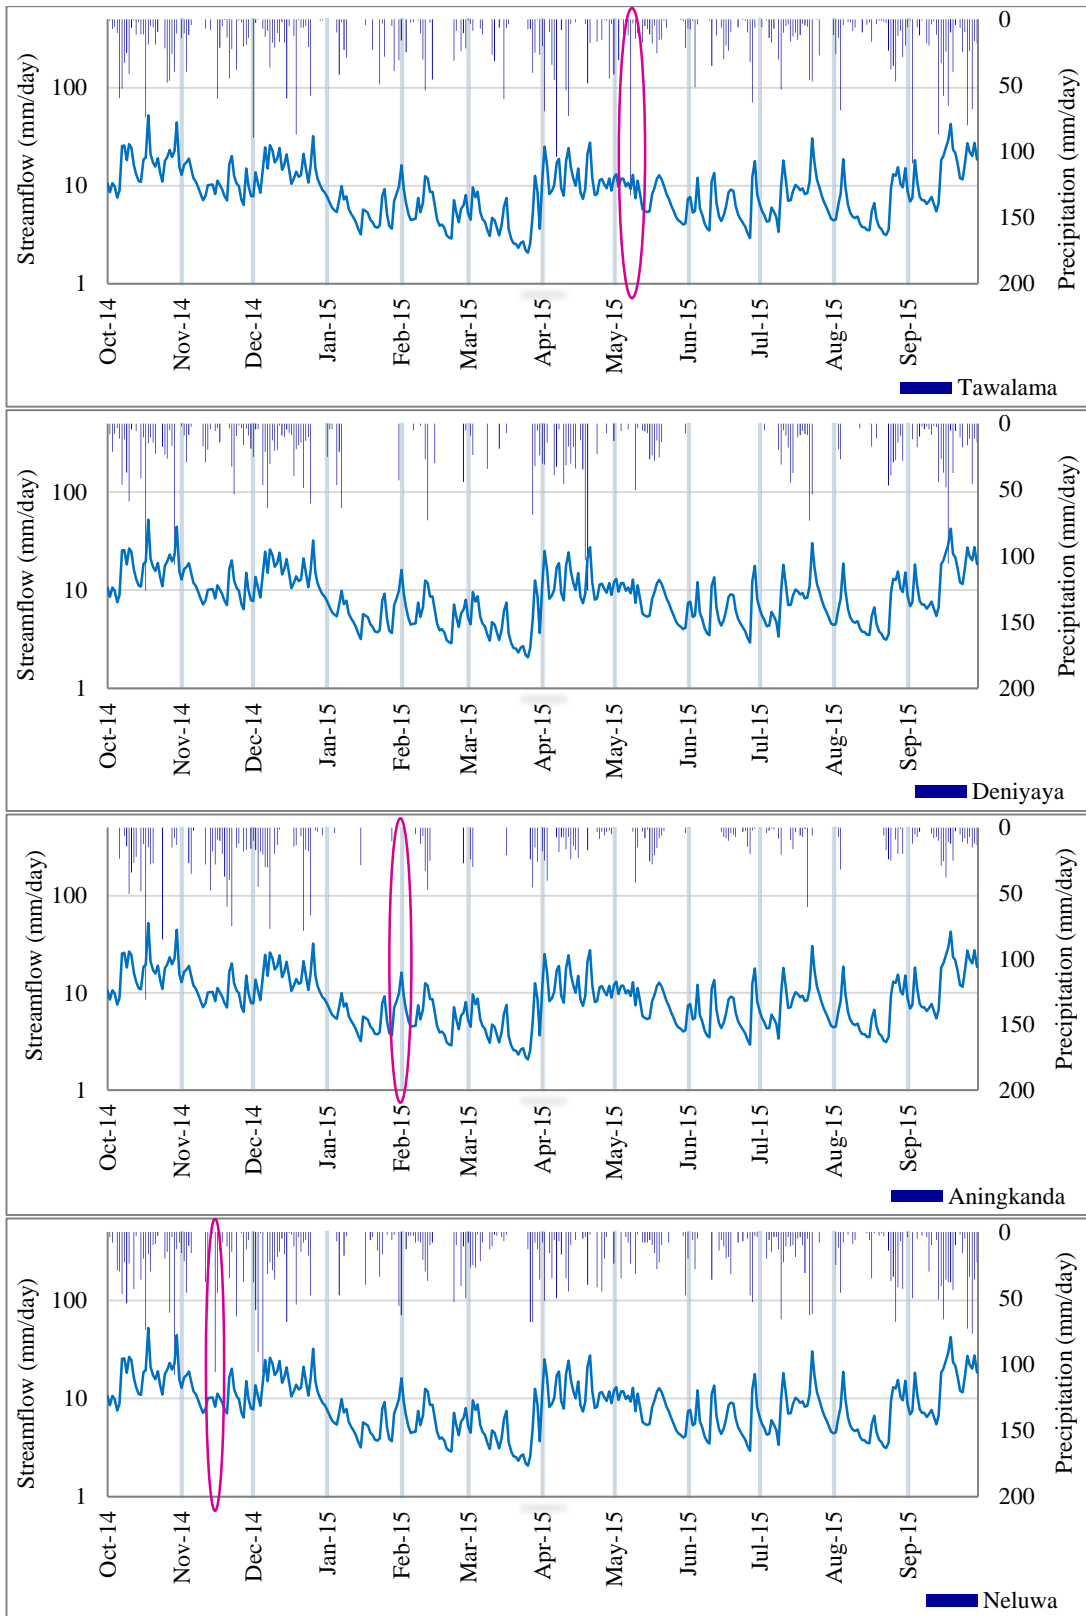 Streamflow (mm/day)
100
10
1
0
50
100
150
200
Precipitation (mm/day)
Oct-14
Nov-14
Dec-14
Jan-15
Feb-15
Mar-15
Apr-15
May-15
Jun-15
Jul-15
Aug-15
Sep-15
Tawalama
Streamflow (mm/day)
100
10
1
0
50
100
150
200
Precipitation (mm/day)
Oct-14
Nov-14
Dec-14
Jan-15
Feb-15
Mar-15
Apr-15
May-15
Jun-15
Jul-15
Aug-15
Sep-15
Deniyaya
Streamflow (mm/day)
100
10
1
0
50
100
150
200
Precipitation (mm/day)
Oct-14
Nov-14
Dec-14
Jan-15
Feb-15
Mar-15
Apr-15
May-15
Jun-15
Jul-15
Aug-15
Sep-15
Aningkanda
Streamflow (mm/day)
100
10
1
0
50
100
150
200
Precipitation (mm/day)
Oct-14
Nov-14
Dec-14
Jan-15
Feb-15
Mar-15
Apr-15
May-15
Jun-15
Jul-15
Aug-15
Sep-15
Neluwa